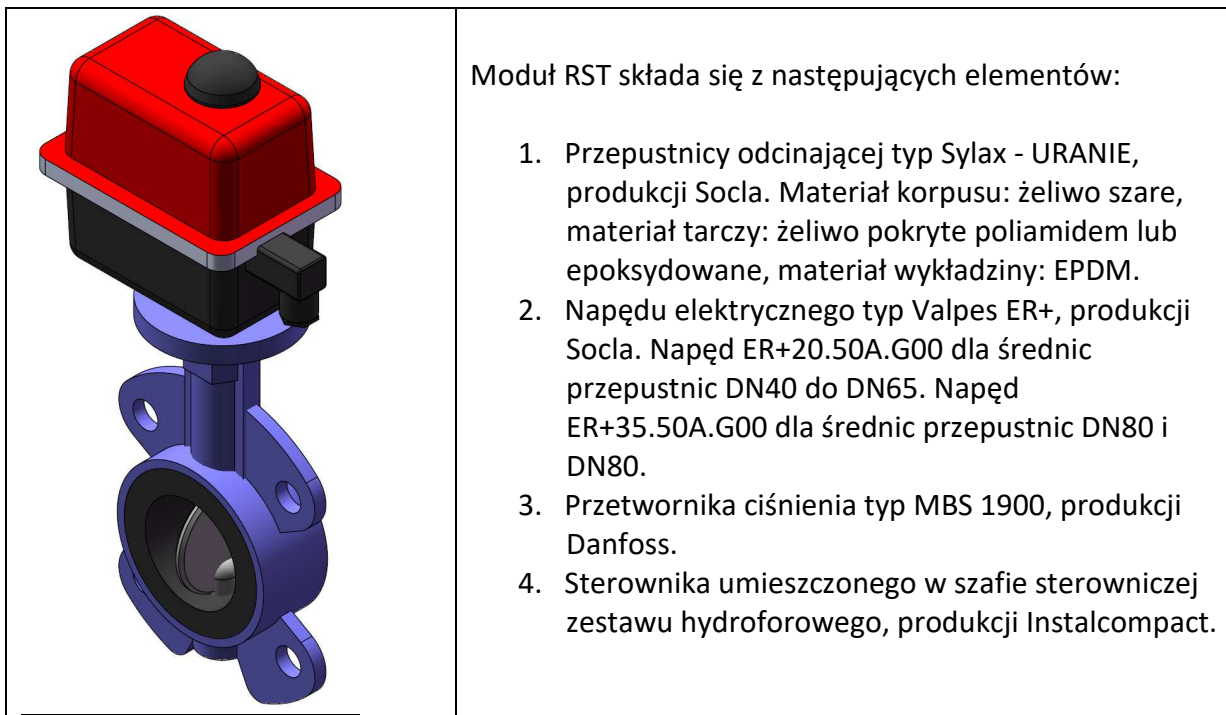 Moduł RST składa się z następujących elementów:
1. Przepustnicy odcinającej typ Sylax - URANIE,
produkcji Socla. Materiał korpusu: żeliwo szare,
materiał tarczy: żeliwo pokryte poliamidem lub
epoksydowane, materiał wykładziny: EPDM.
2. Napędu elektrycznego typ Valpes ER+, produkcji
Socla. Napęd ER+20.50A.G00 dla średnic
przepustnic DN40 do DN65. Napęd
ER+35.50A.G00 dla średnic przepustnic DN80 i
DN80.
3. Przetwornika ciśnienia typ MBS 1900, produkcji
Danfoss.
4. Sterownika umieszczonego w szafie sterowniczej
zestawu hydroforowego, produkcji Instalcompact.